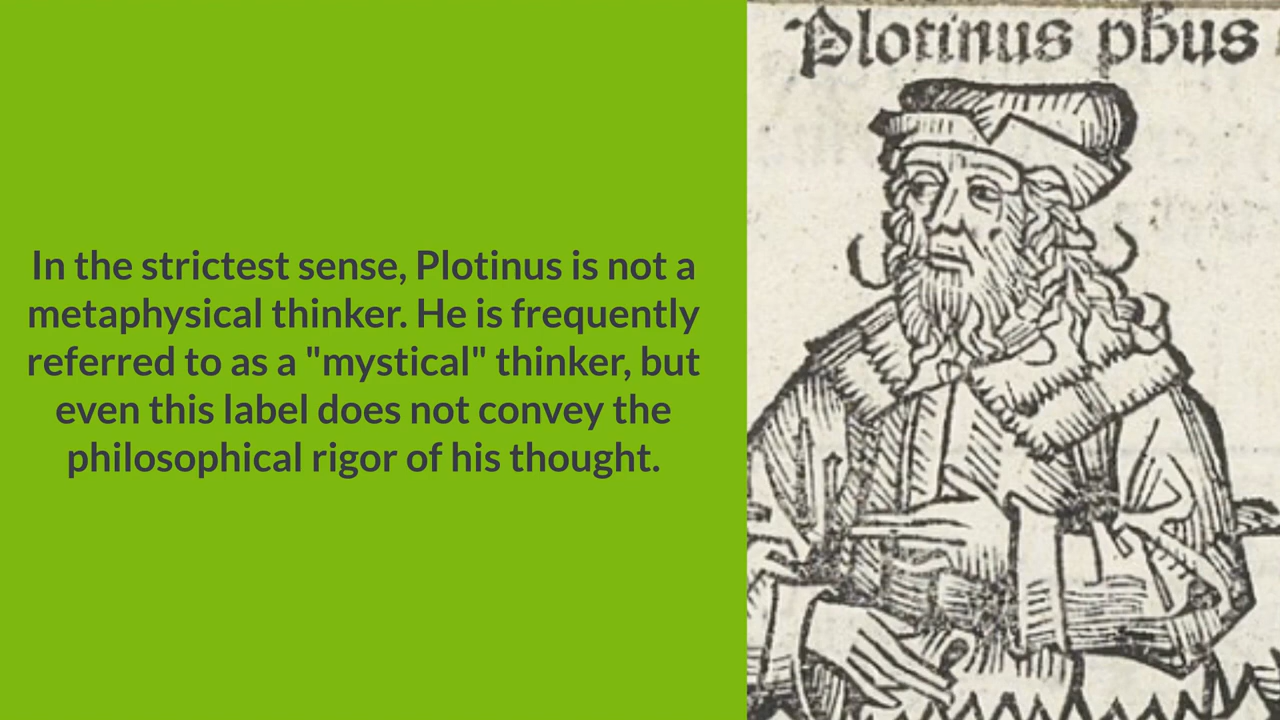 In the strictest sense, Plotinus is not a
metaphysical thinker. He is frequently
referred to as a "mystical" thinker, but
even this label does not convey the
philosophical rigor of his thought.
Plotinus pħus